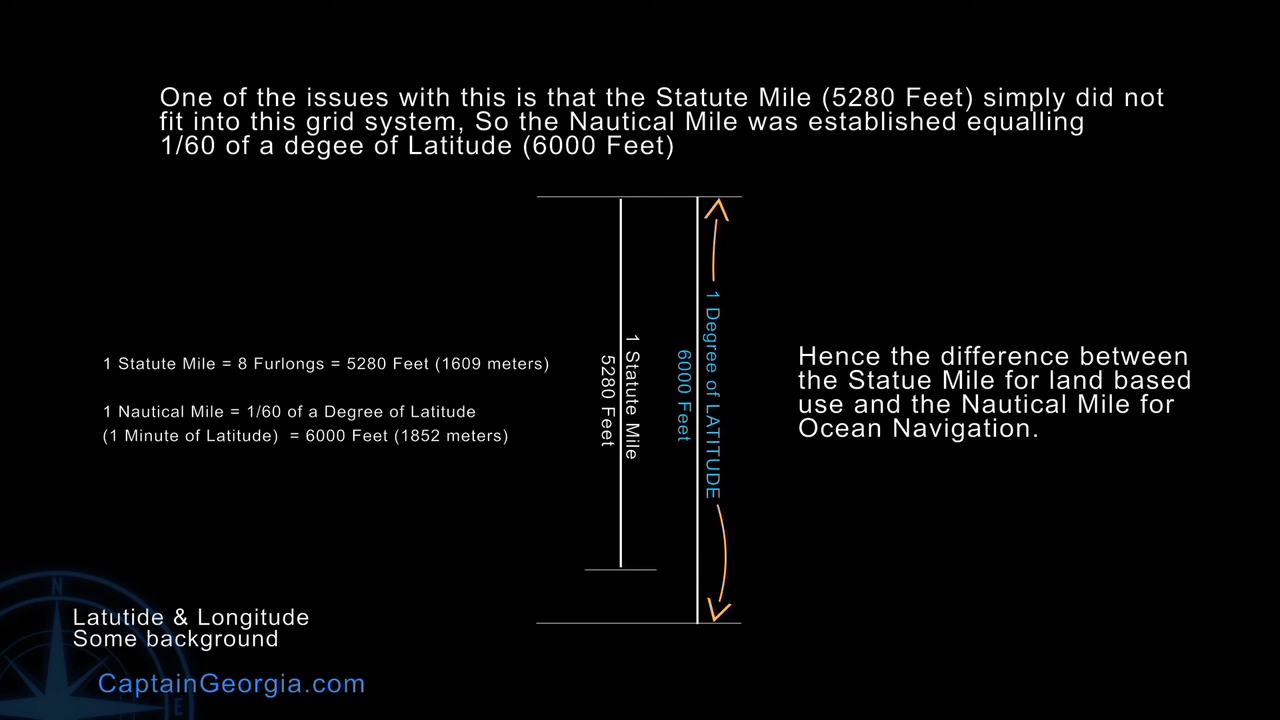 One of the issues with this is that the Statute Mile (5280 Feet) simply did not
fit into this grid system, So the Nautical Mile was established equalling
1/60 of a degee of Latitude (6000 Feet)
1 Statute Mile = 8 Furlongs = 5280 Feet (1609 meters)
1 Nautical Mile = 1/60 of a Degree of Latitude
(1 Minute of Latitude) = 6000 Feet (1852 meters)
1 Statute Mile
5280 Feet
1 Degree of LATITUDE
6000 Feet
Hence the difference between
the Statue Mile for land based
use and the Nautical Mile for
Ocean Navigation.
N
E
Latutide & Longitude
Some background
CaptainGeorgia.com